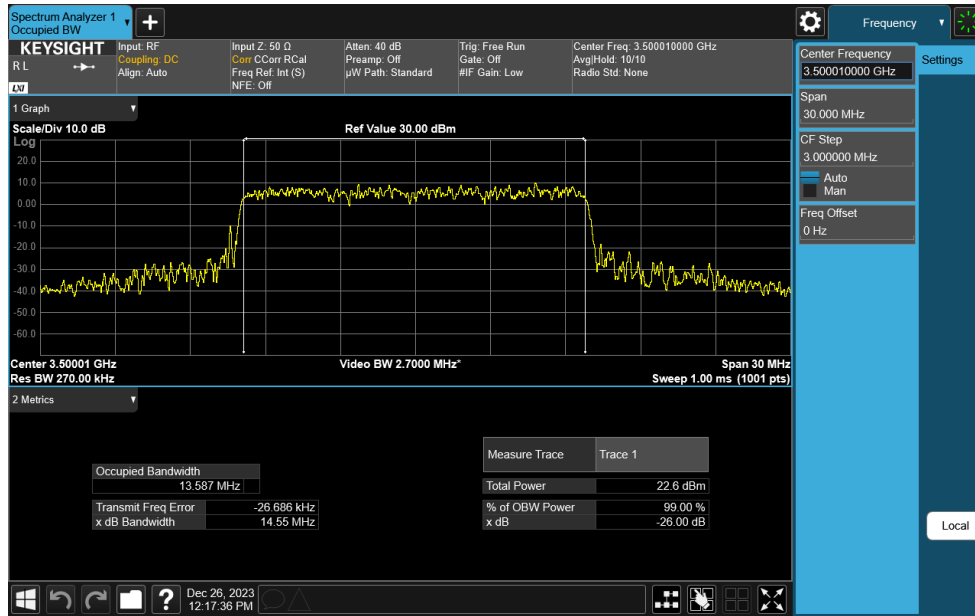 Spectrum Analyzer 1
Occupied BW
Frequency
KEYSIGHT
R L
LXI
Input: RF
Coupling: DC
Align: Auto
Input Z: 50 Ω
Corr CCorr RCal
Freq Ref: Int (S)
NFE: Off
Atten: 40 dB
Preamp: Off
µW Path: Standard
Trig: Free Run
Gate: Off
#IF Gain: Low
Center Freq: 3.500010000 GHz
Avg|Hold: 10/10
Radio Std: None
Center Frequency
3.500010000 GHz
Settings
Span
30.000 MHz
CF Step
3.000000 MHz
Auto
Man
Freq Offset
0 Hz
Local
1 Graph
Scale/Div 10.0 dB
Ref Value 30.00 dBm
Log
20.0
10.0
0.00
-10.0
-20.0
-30.0
-40.0
-50.0
-60.0
Center 3.50001 GHz
Video BW 2.7000 MHz*
Span 30 MHz
Res BW 270.00 kHz
Sweep 1.00 ms (1001 pts)
2 Metrics
Occupied Bandwidth
13.587 MHz
Transmit Freq Error -26.686 kHz
x dB Bandwidth 14.55 MHz
Measure Trace Trace 1
Total Power 22.6 dBm
% of OBW Power 99.00 %
x dB -26.00 dB
?
Dec 26, 2023
12:17:36 PM